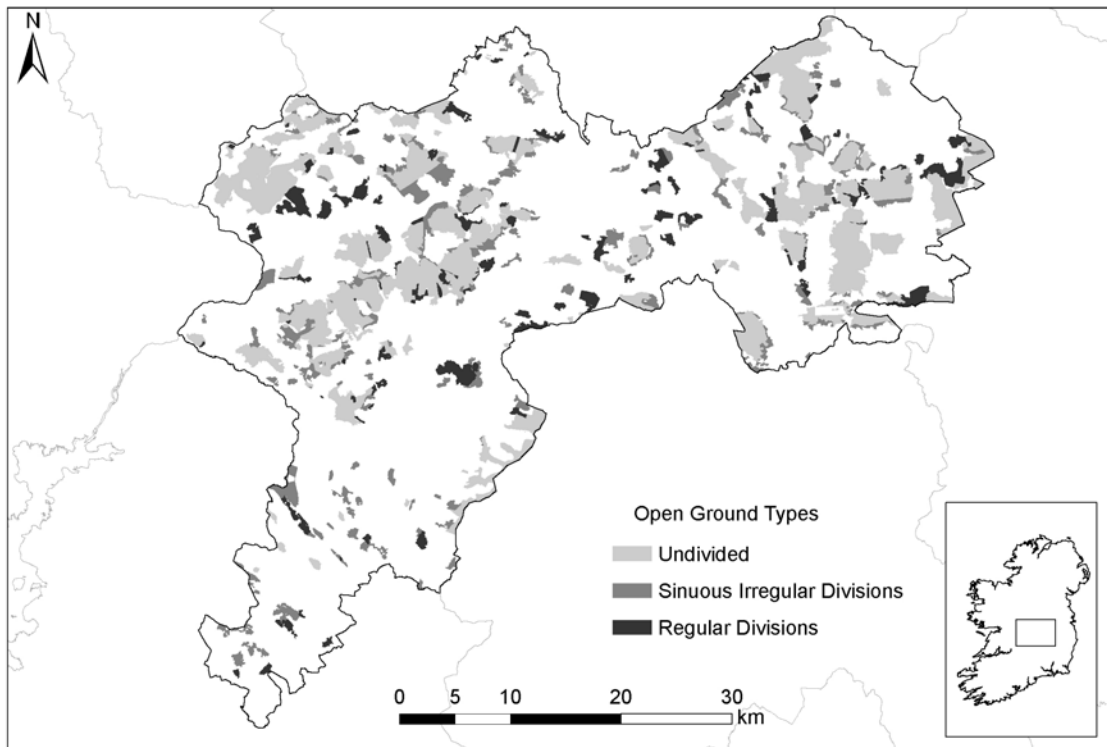 N
Open Ground Types
Undivided
Sinuous Irregular Divisions
Regular Divisions
0 5 10 20 30
km